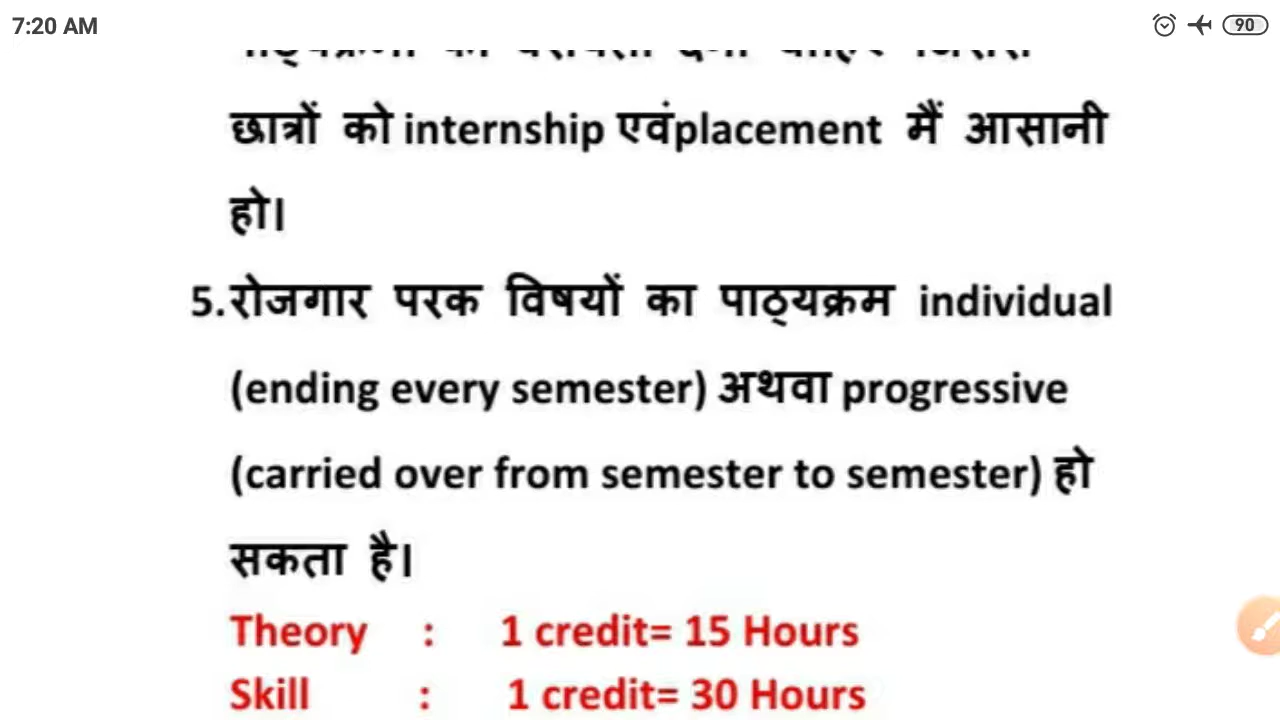 7:20 AM 90
छात्रों को internship एवंplacement मैं आसानी
हो।
5.रोजगार परक विषयों का पाठ्यक्रम individual
(ending every semester) अथवा progressive
(carried over from semester to semester) हो
सकता है।
Theory : 1 credit= 15 Hours
Skill : 1 credit= 30 Hours